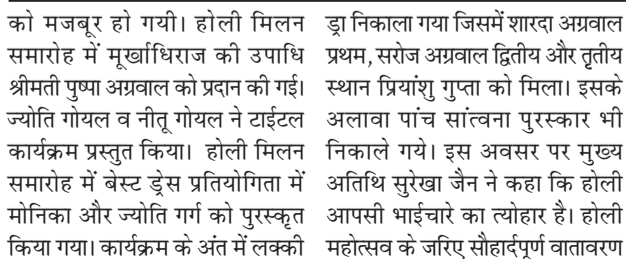 को मजबूर हो गयी। होली मिलन
समारोह में मूर्खाधिराज की उपाधि
श्रीमती पुष्पा अग्रवाल को प्रदान की गई।
ज्योति गोयल व नीतू गोयल ने टाईटल
कार्यक्रम प्रस्तुत किया। होली मिलन
समारोह में बेस्ट ड्रेस प्रतियोगिता में
मोनिका और ज्योति गर्ग को पुरस्कृत
किया गया। कार्यक्रम के अंत में लक्की
ड्रा निकाला गया जिसमें शारदा अग्रवाल
प्रथम, सरोज अग्रवाल द्वितीय और तृतीय
स्थान प्रियांशु गुप्ता को मिला। इसके
अलावा पांच सांत्वना पुरस्कार भी
निकाले गये। इस अवसर पर मुख्य
अतिथि सुरेखा जैन ने कहा कि होली
आपसी भाईचारे का त्योहार है। होली
महोत्सव के जरिए सौहार्दपूर्ण वातावरण